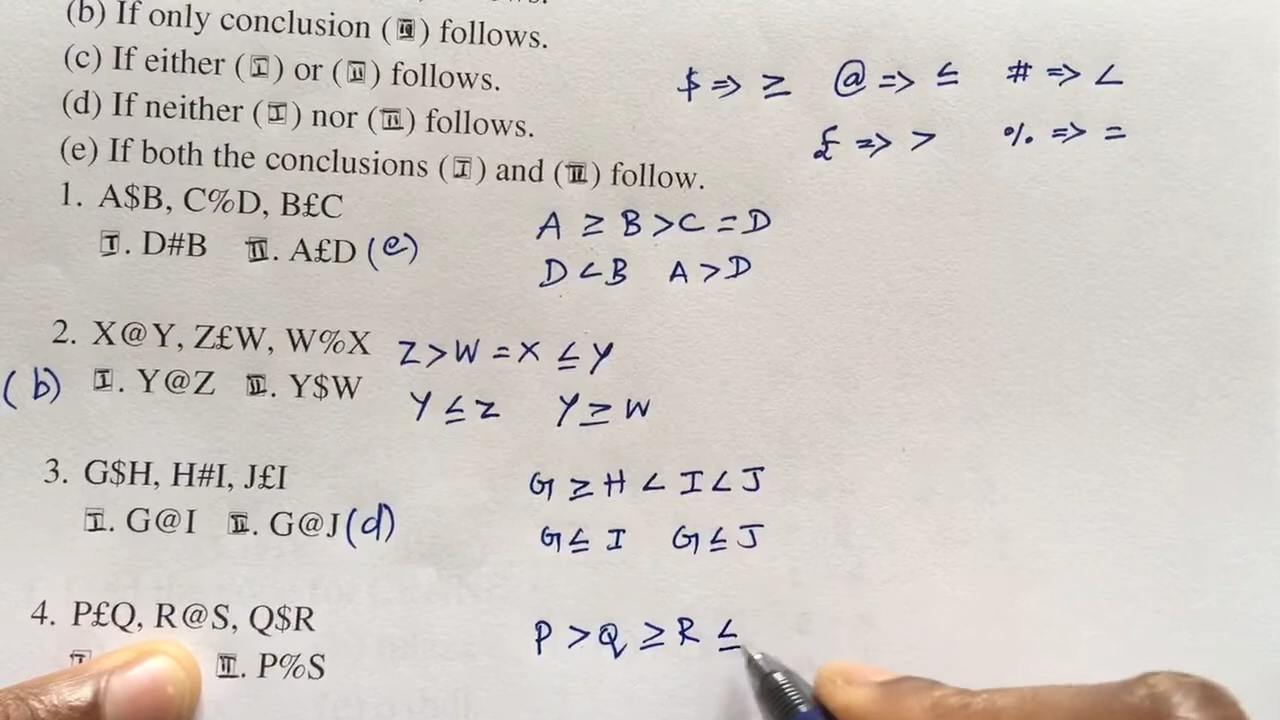 (b) If only conclusion (II) follows.
(c) If either (I) or (II) follows.
(d) If neither (I) nor (II) follows.
(e) If both the conclusions (I) and (II) follow.
$ => ≥ @ => ≤ # => <
£ => > % => =
1. A$B, C%D, B£C
A ≥ B > C = D
I. D#B II. A£D (e)
D < B A > D
2. X@Y, Z£W, W%X
Z > W = X ≤ Y
(b) I. Y@Z II. Y$W
Y ≤ Z Y ≥ W
3. G$H, H#I, J£I
G ≥ H < I < J
I. G@I II. G@J (d)
G ≤ I G ≤ J
4. P£Q, R@S, Q$R
P > Q ≥ R ≤
II. P%S